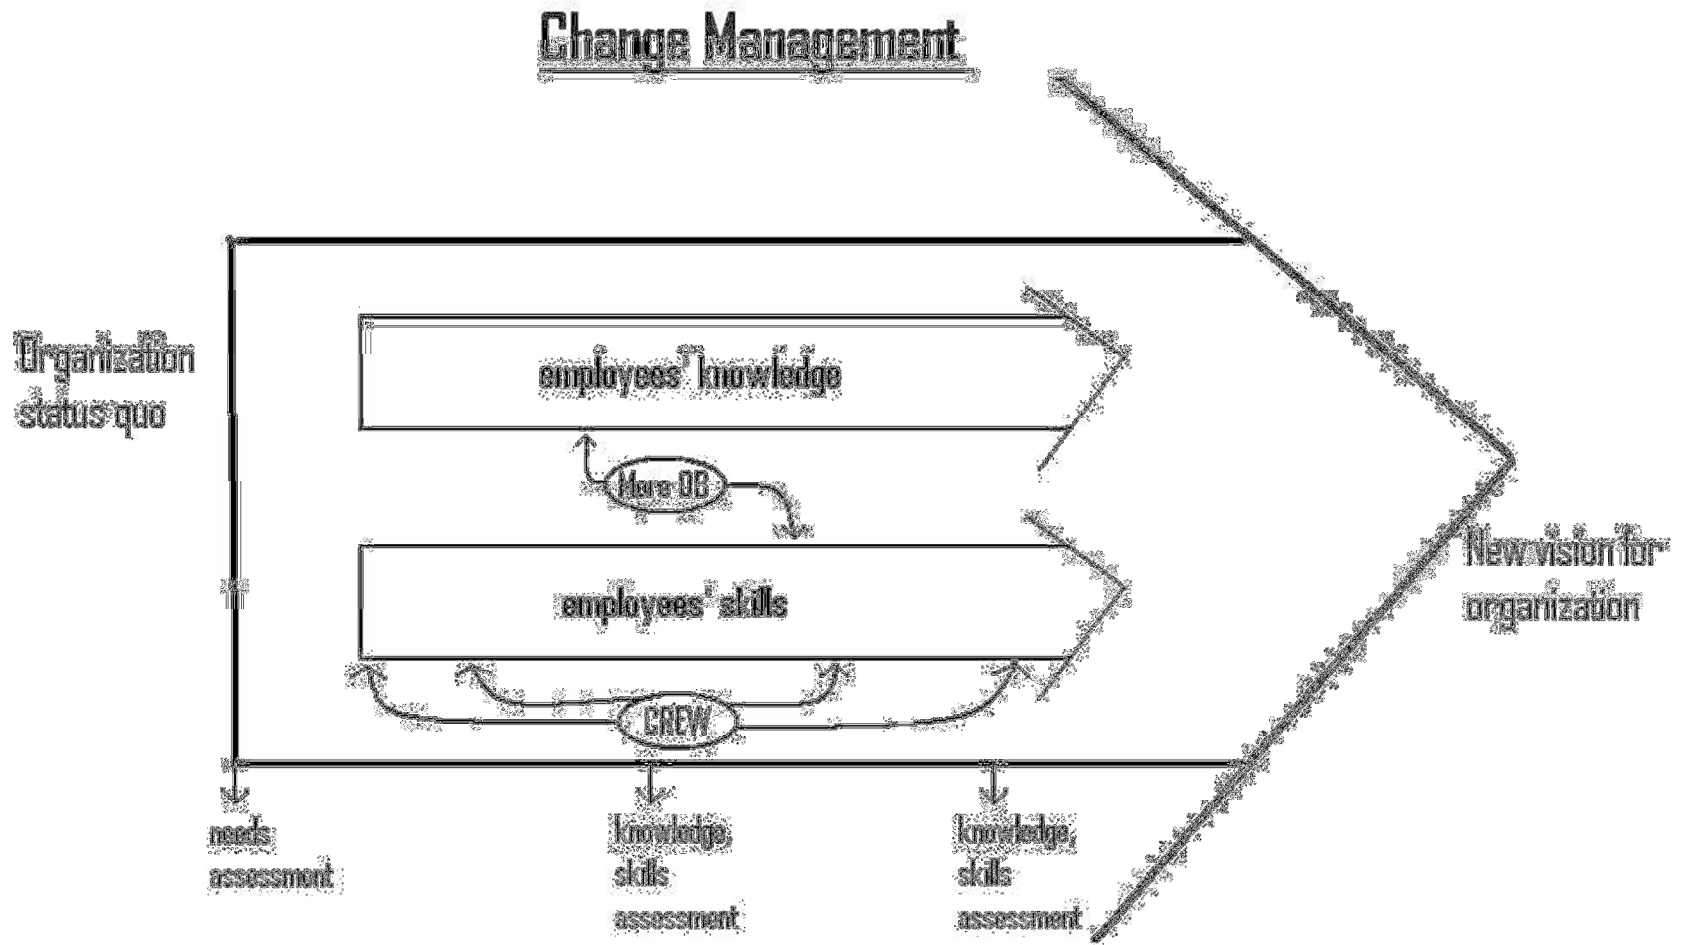 Change Management
Organization
status quo
employees' knowledge
More OB
employees' skills
CREW
New vision for
organization
needs
assessment
knowledge,
skills
assessment
knowledge,
skills
assessment